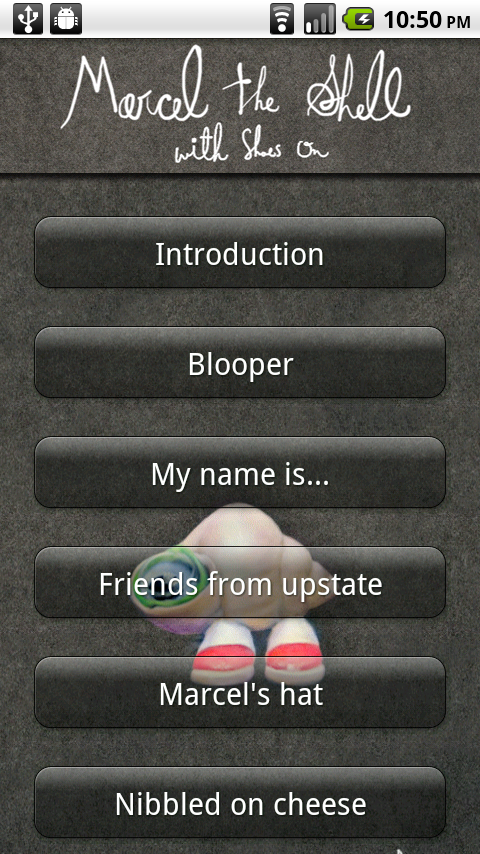 10:50 PM
Marcel the Shell
with Shoes On
Introduction
Blooper
My name is...
Friends from upstate
Marcel's hat
Nibbled on cheese